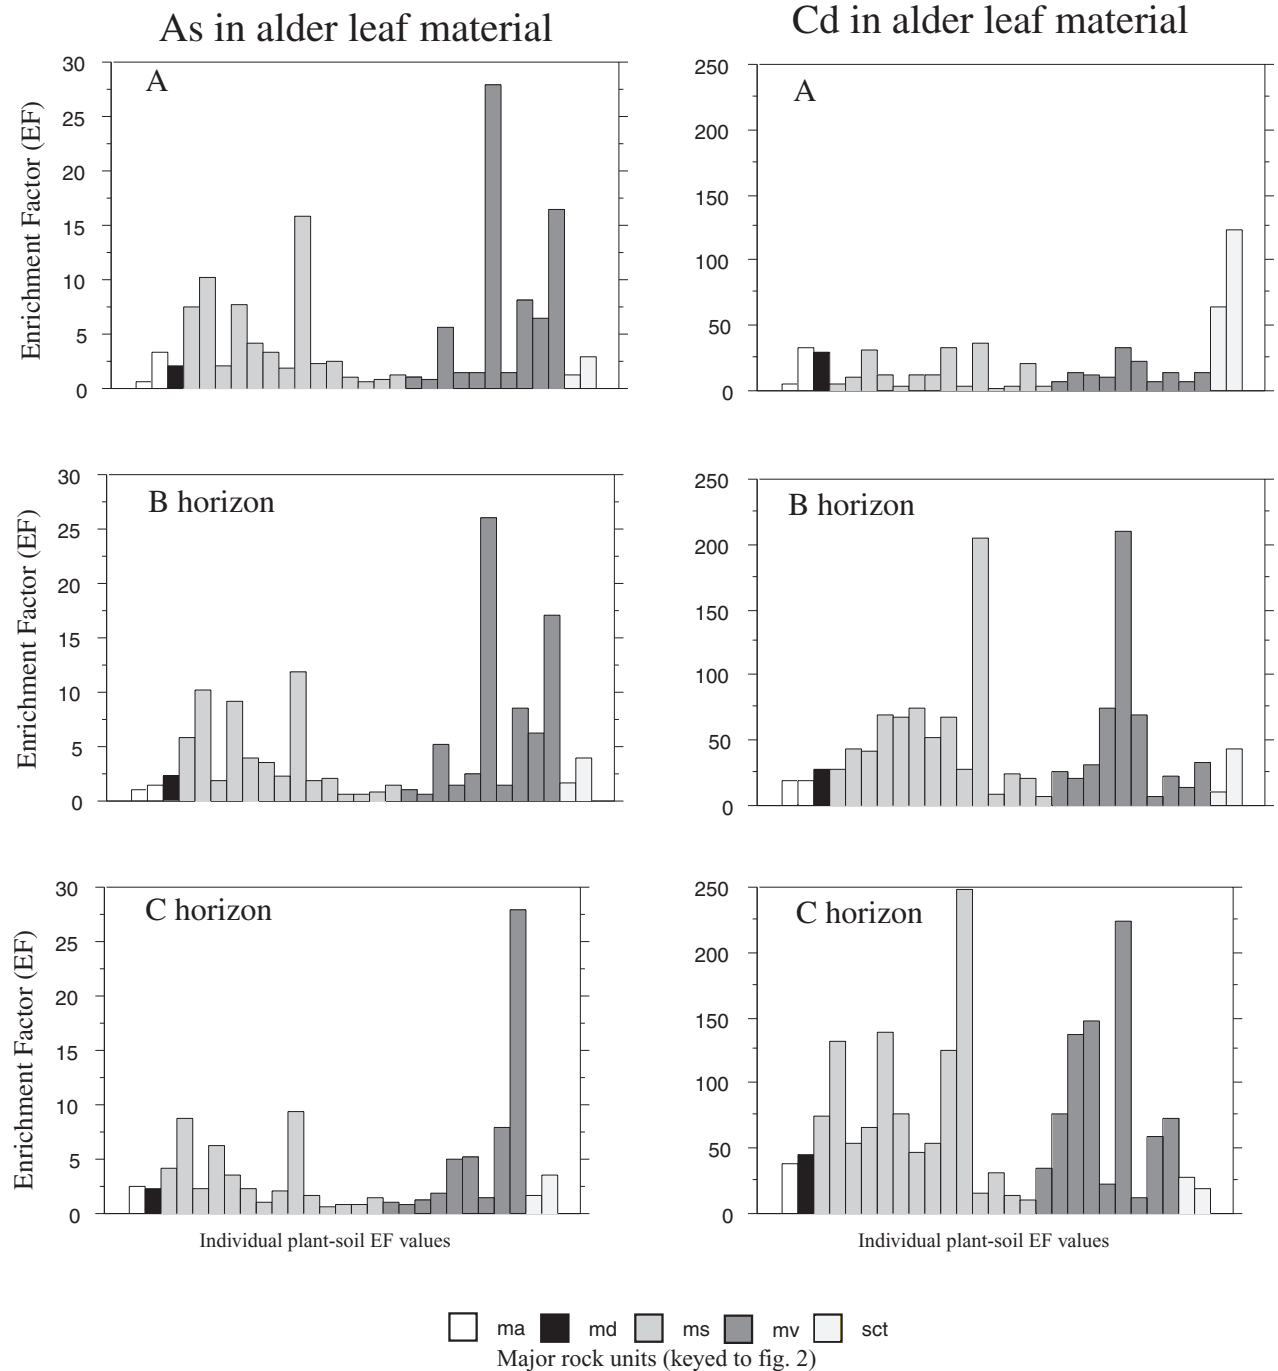 As in alder leaf material
Cd in alder leaf material
A
Enrichment Factor (EF)
30
25
20
15
10
5
0
A
250
200
150
100
50
0
B horizon
Enrichment Factor (EF)
30
25
20
15
10
5
0
B horizon
250
200
150
100
50
0
C horizon
Enrichment Factor (EF)
30
25
20
15
10
5
0
Individual plant-soil EF values
C horizon
250
200
150
100
50
0
Individual plant-soil EF values
ma md ms mv sct
Major rock units (keyed to fig. 2)